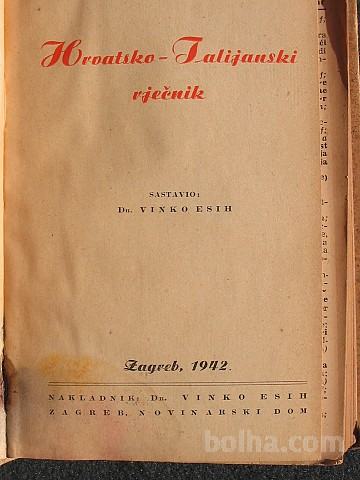 Hrvatsko-Talijanski
rječnik
SASTAVIO:
Dr. VINKO ESIH
Zagreb, 1942.
NAKLADNIK: Dr. VINKO ESIH
ZAGREB, NOVINARSKI DOM
bolha.com